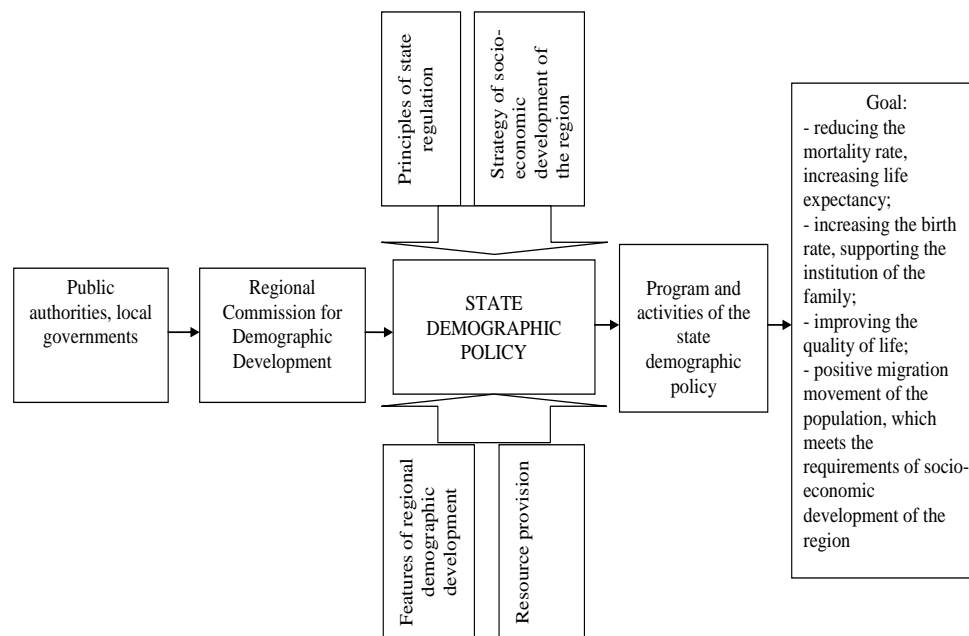 Principles of state
regulation
Strategy of socio-
economic
development of
the region
Public
authorities, local
governments
Regional
Commission for
Demographic
Development
STATE
DEMOGRAPHIC
POLICY
Program and
activities of the
state
demographic
policy
Goal:
- reducing the
mortality rate,
increasing life
expectancy;
- increasing the birth
rate, supporting the
institution of the
family;
- improving the
quality of life;
- positive migration
movement of the
population, which
meets the
requirements of socio-
economic
development of the
region
Features of regional
demographic
development
Resource provision